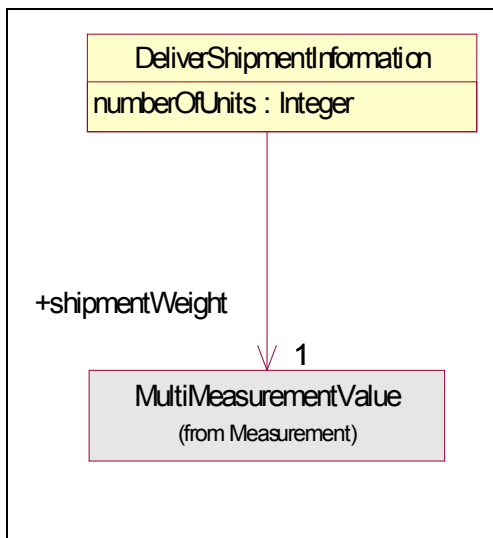 DeliverShipmentInformation
numberOfUnits : Integer
+shipmentWeight
1
MultiMeasurementValue
(from Measurement)